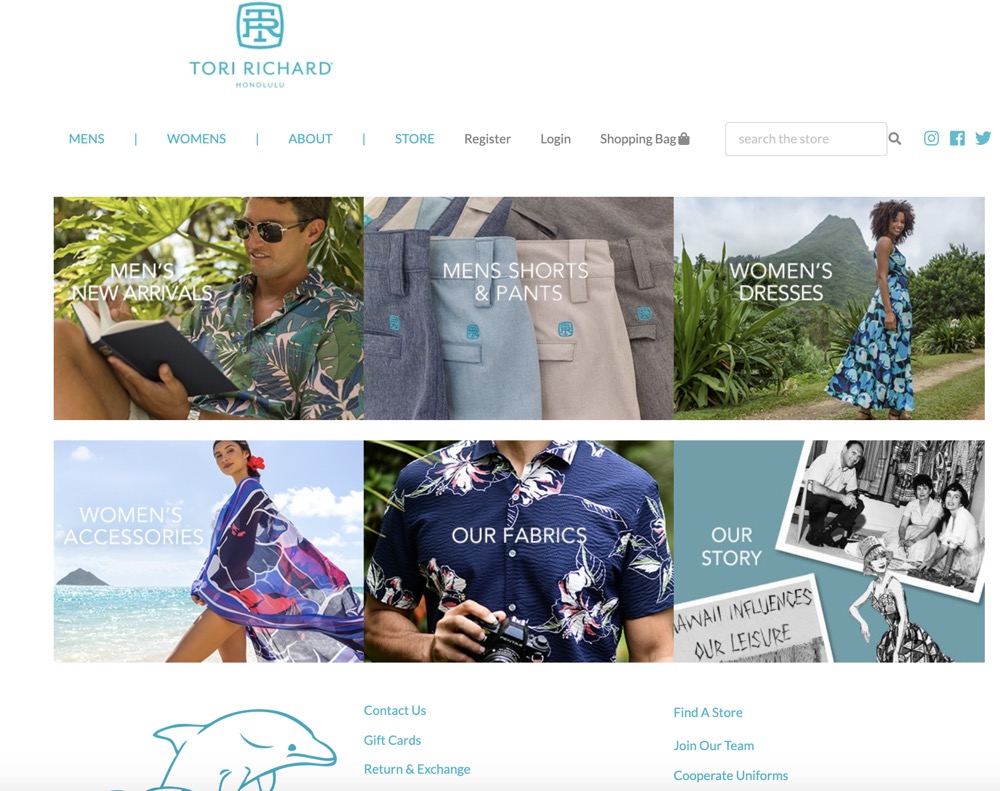 TR
TORI RICHARD
HONOLULU
MENS | WOMENS | ABOUT | STORE Register Login Shopping Bag search the store
MEN'S
NEW ARRIVALS
MENS SHORTS
& PANTS
WOMEN'S
DRESSES
WOMEN'S
ACCESSORIES
OUR FABRICS
OUR
STORY
HAWAII INFLUENCES
OUR LEISURE
Contact Us
Gift Cards
Return & Exchange
Find A Store
Join Our Team
Cooperate Uniforms